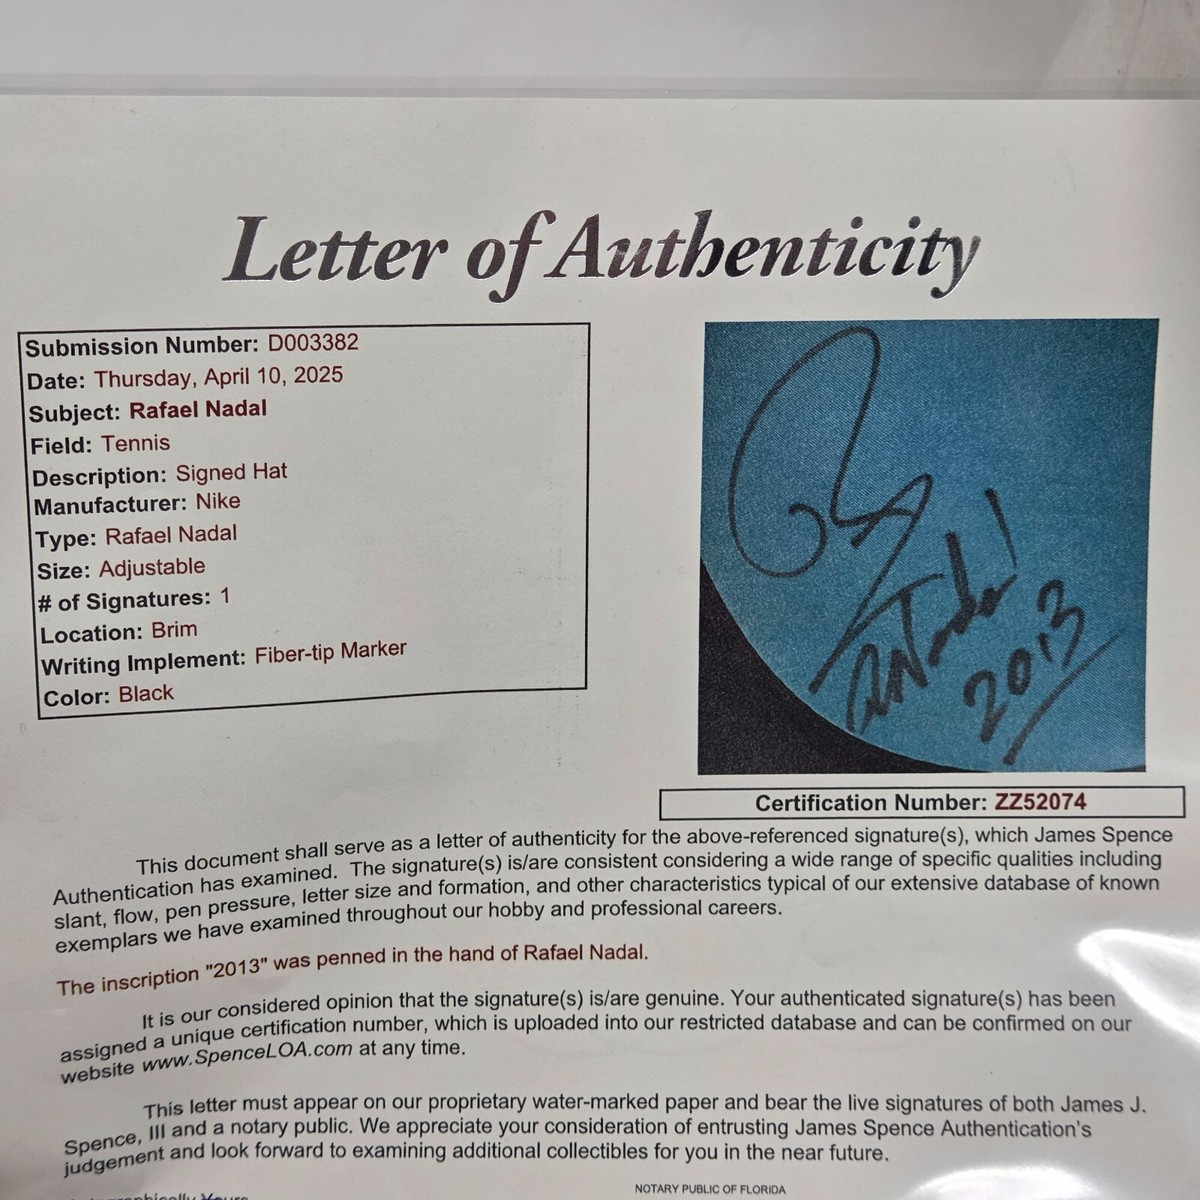 Letter of Authenticity
Submission Number: D003382
Date: Thursday, April 10, 2025
Subject: Rafael Nadal
Field: Tennis
Description: Signed Hat
Manufacturer: Nike
Type: Rafael Nadal
Size: Adjustable
# of Signatures: 1
Location: Brim
Writing Implement: Fiber-tip Marker
Color: Black
2013
Certification Number: ZZ52074
This document shall serve as a letter of authenticity for the above-referenced signature(s), which James Spence
Authentication has examined. The signature(s) is/are consistent considering a wide range of specific qualities including
slant, flow, pen pressure, letter size and formation, and other characteristics typical of our extensive database of known
exemplars we have examined throughout our hobby and professional careers.
The inscription "2013" was penned in the hand of Rafael Nadal.
It is our considered opinion that the signature(s) is/are genuine. Your authenticated signature(s) has been
assigned a unique certification number, which is uploaded into our restricted database and can be confirmed on our
website www.SpenceLOA.com at any time.
This letter must appear on our proprietary water-marked paper and bear the live signatures of both James J.
Spence, III and a notary public. We appreciate your consideration of entrusting James Spence Authentication's
judgement and look forward to examining additional collectibles for you in the near future.
NOTARY PUBLIC OF FLORIDA